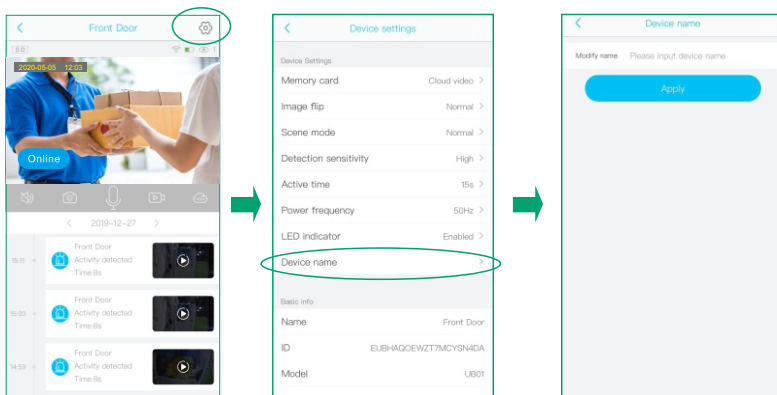 Front Door
2020-05-05 12:03
Online
2019-12-27
15:11
Front Door
Activity detected
Time:8s
15:00
Front Door
Activity detected
Time:8s
14:59
Front Door
Activity detected
Time:8s
Device settings
Device Settings
Memory card Cloud video
Image flip Normal
Scene mode Normal
Detection sensitivity High
Active time 15s
Power frequency 50Hz
LED indicator Enabled
Device name
Basic info
Name Front Door
ID EUBHAQOEWZT7MCYSN4DA
Model UB01
Device name
Modify name Please input device name
Apply